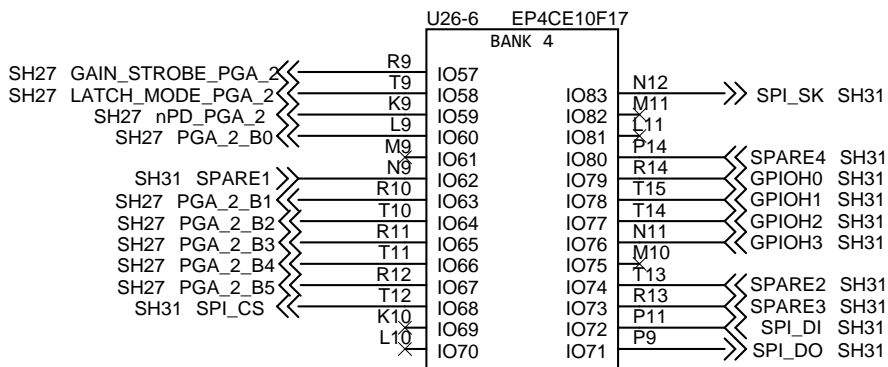 U26-6 EP4CE10F17
BANK 4
SH27 GAIN_STROBE_PGA_2 R9 IO57
SH27 LATCH_MODE_PGA_2 T9 IO58
SH27 nPD_PGA_2 K9 IO59
SH27 PGA_2_B0 L9 IO60
M9 IO61
SH31 SPARE1 N9 IO62
SH27 PGA_2_B1 R10 IO63
SH27 PGA_2_B2 T10 IO64
SH27 PGA_2_B3 R11 IO65
SH27 PGA_2_B4 T11 IO66
SH27 PGA_2_B5 R12 IO67
SH31 SPI_CS T12 IO68
K10 IO69
L10 IO70
IO83 N12 SPI_SK SH31
IO82 M11
IO81 L11
IO80 P14 SPARE4 SH31
IO79 R14 GPIOH0 SH31
IO78 T15 GPIOH1 SH31
IO77 T14 GPIOH2 SH31
IO76 N11 GPIOH3 SH31
IO75 M10
IO74 T13 SPARE2 SH31
IO73 R13 SPARE3 SH31
IO72 P11 SPI_DI SH31
IO71 P9 SPI_DO SH31